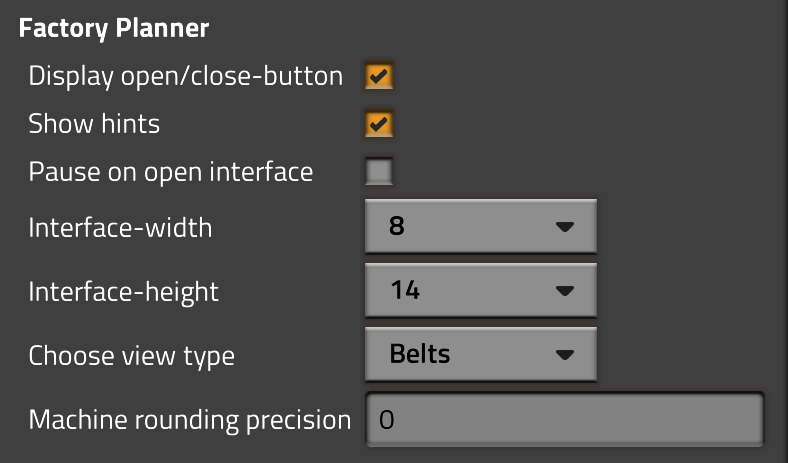 Factory Planner
Display open/close-button
Show hints
Pause on open interface
Interface-width 8
Interface-height 14
Choose view type Belts
Machine rounding precision 0